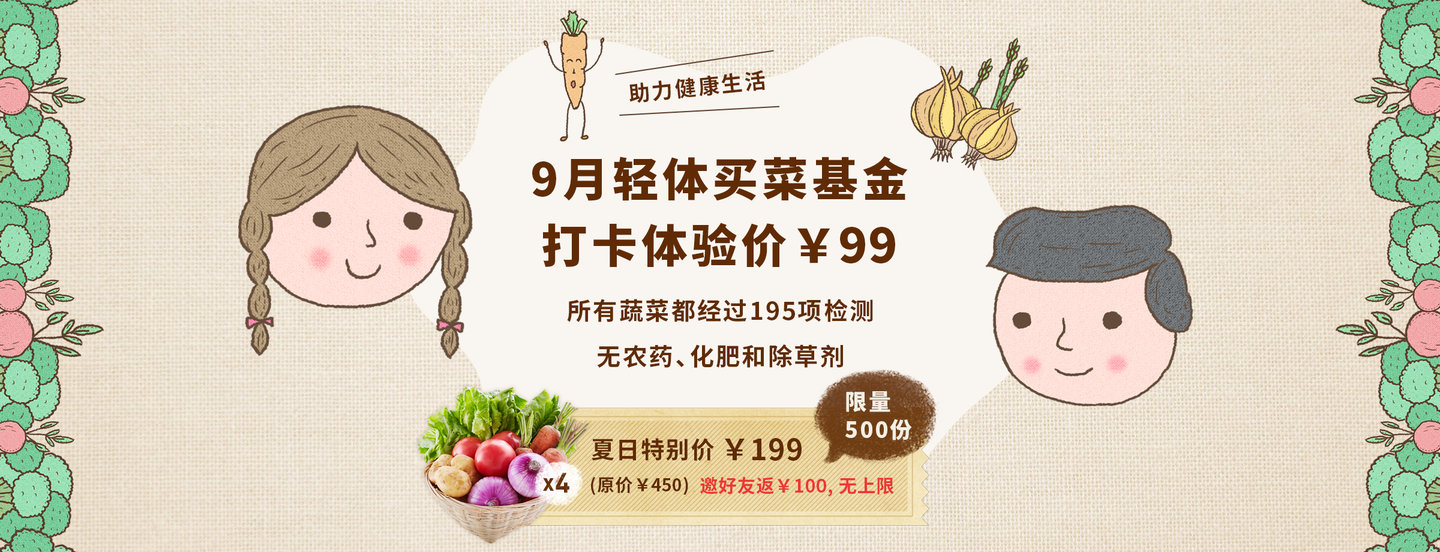 助力健康生活
9月轻体买菜基金
打卡体验价￥99
所有蔬菜都经过195项检测
无农药、化肥和除草剂
限量
500份
夏日特别价 ￥199
x4
(原价￥450) 邀好友返￥100, 无上限